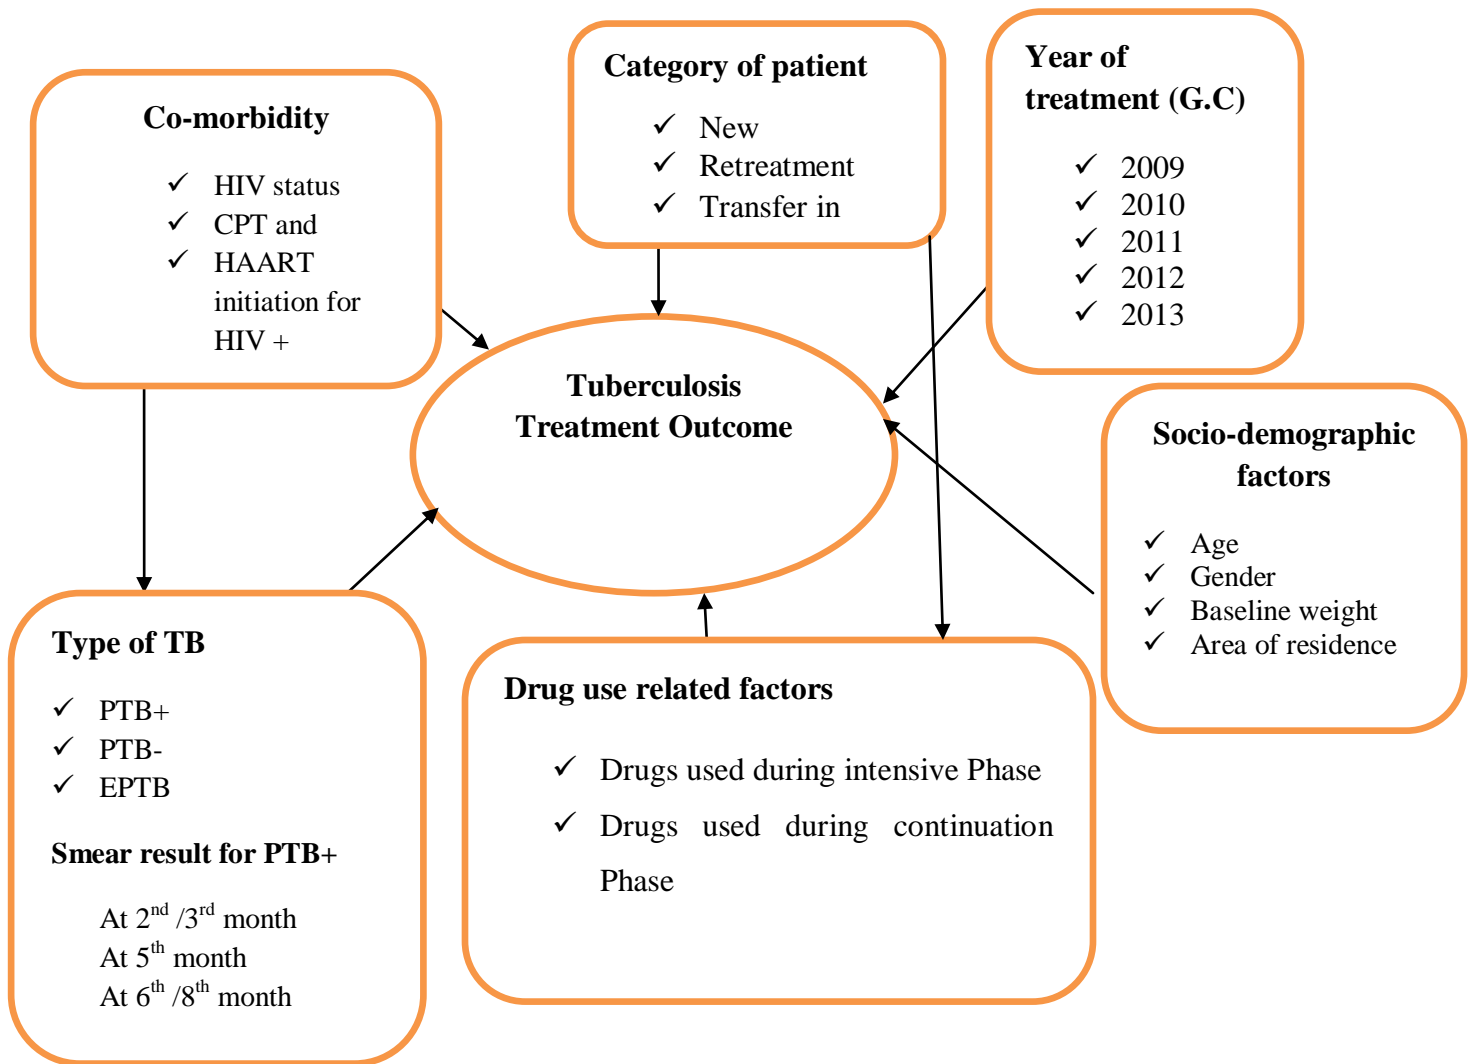 Co-morbidity
✓ HIV status
✓ CPT and
✓ HAART
initiation for
HIV +
Category of patient
✓ New
✓ Retreatment
✓ Transfer in
Year of
treatment (G.C)
✓ 2009
✓ 2010
✓ 2011
✓ 2012
✓ 2013
Tuberculosis
Treatment Outcome
Socio-demographic
factors
✓ Age
✓ Gender
✓ Baseline weight
✓ Area of residence
Type of TB
✓ PTB+
✓ PTB-
✓ EPTB
Smear result for PTB+
At 2nd /3rd month
At 5th month
At 6th /8th month
Drug use related factors
✓ Drugs used during intensive Phase
✓ Drugs used during continuation
Phase